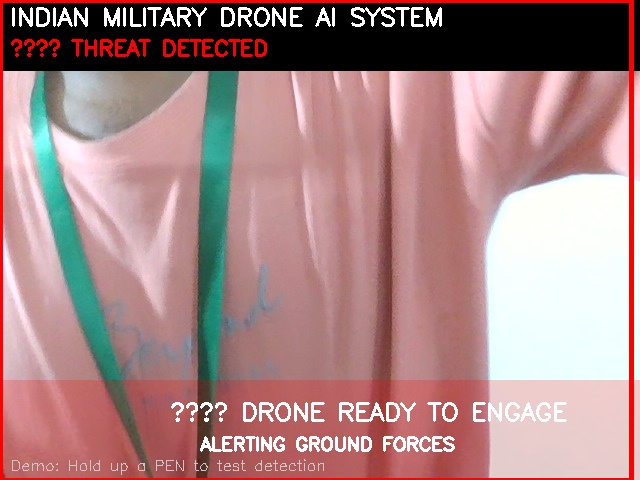 INDIAN MILITARY DRONE AI SYSTEM
???? THREAT DETECTED
Beyond
???? DRONE READY TO ENGAGE
ALERTING GROUND FORCES
Demo: Hold up a PEN to test detection